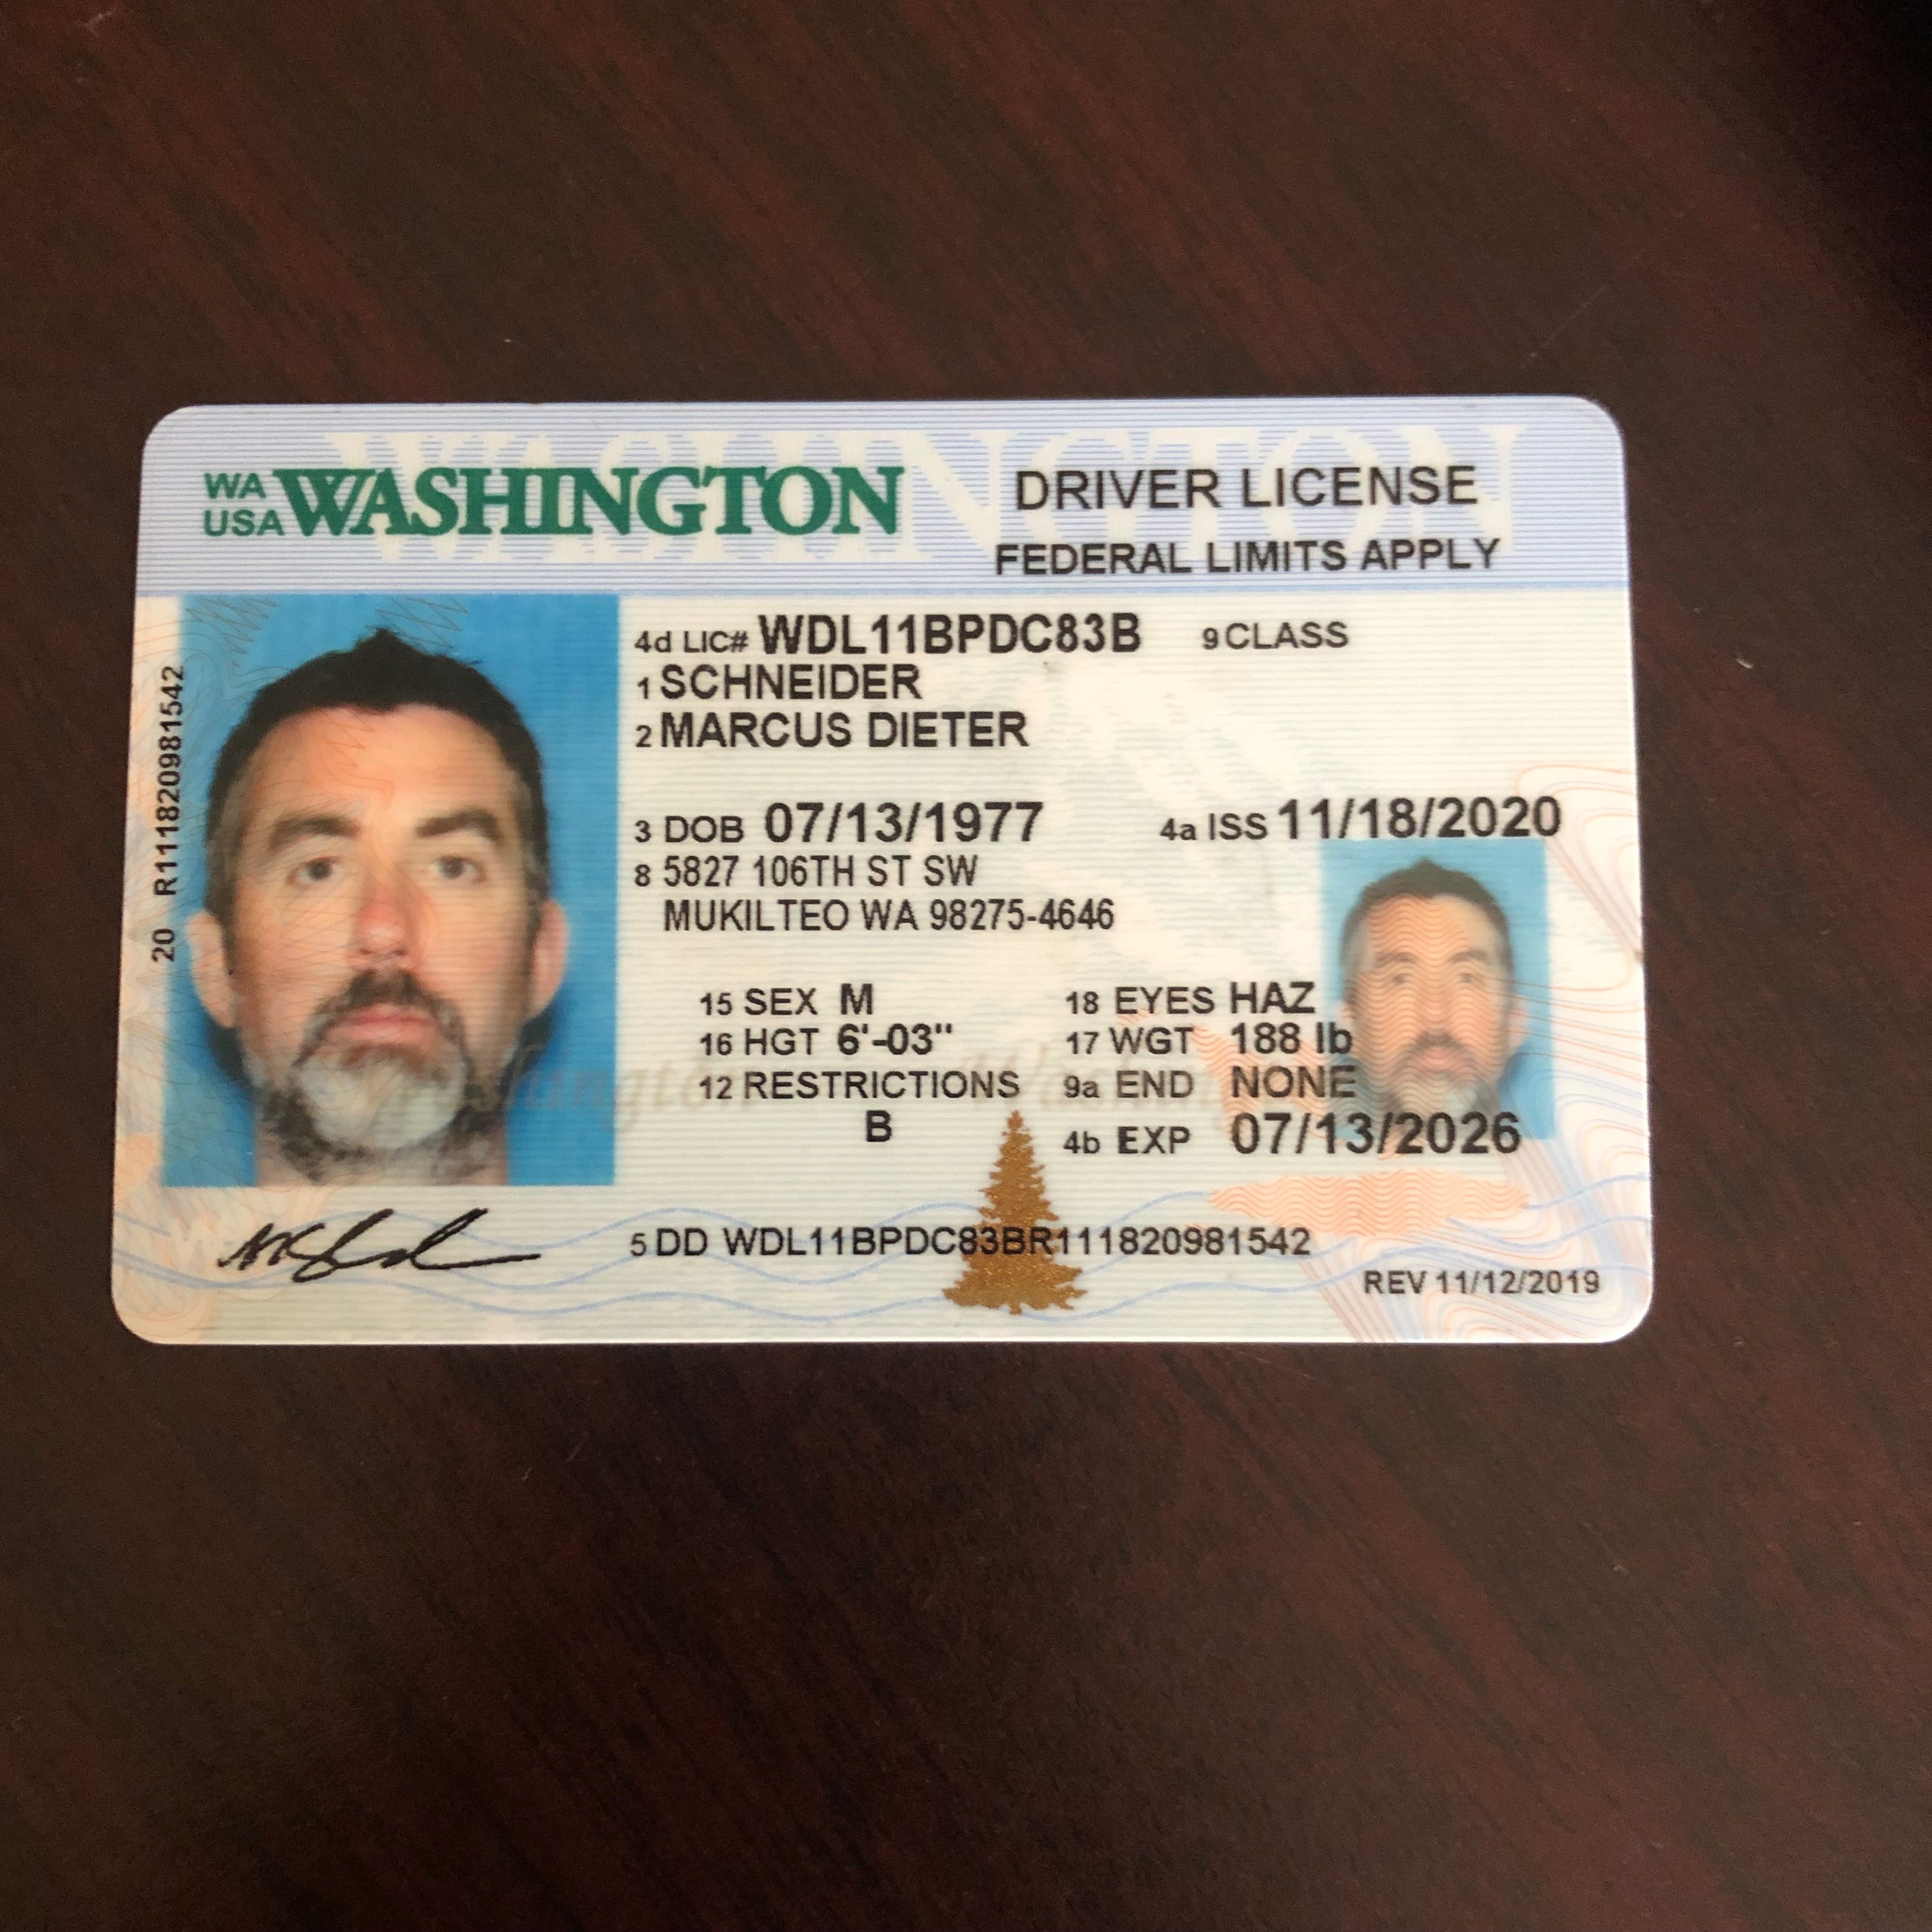 WASHINGTON
WA USA WASHINGTON
DRIVER LICENSE
FEDERAL LIMITS APPLY
20 R111820981542
4d LIC# WDL11BPDC83B 9 CLASS
1 SCHNEIDER
2 MARCUS DIETER
3 DOB 07/13/1977 4a ISS 11/18/2020
8 5827 106TH ST SW
MUKILTEO WA 98275-4646
15 SEX M 18 EYES HAZ
16 HGT 6'-03" 17 WGT 188 lb
12 RESTRICTIONS 9a END NONE
B
4b EXP 07/13/2026
5 DD WDL11BPDC83BR111820981542
REV 11/12/2019